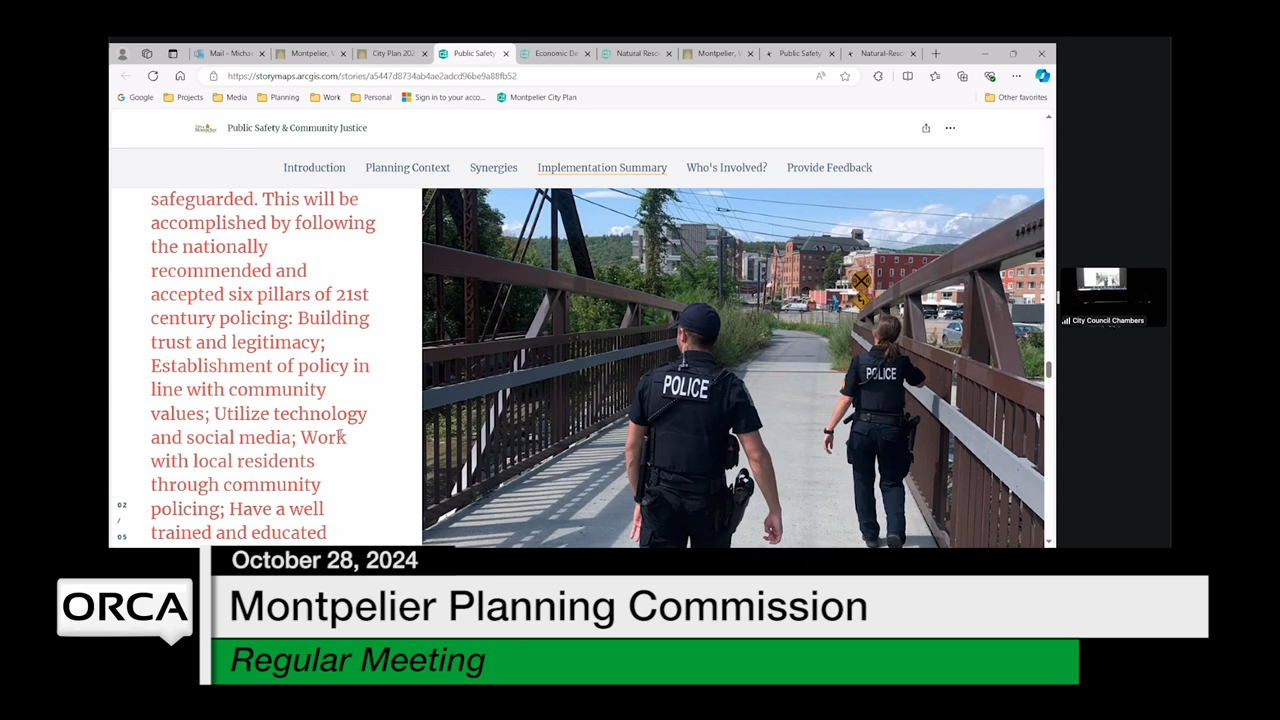 Mail - Micha
Montpelier, V
City Plan 202
Public Safety
Economic De
Natural Reso
Montpelier, V
Public Safety
Natural-Reso
https://storymaps.arcgis.com/stories/a5447d8734ab4ae2adcd96be9a88fb52
Google
Projects
Media
Planning
Work
Personal
Sign in to your acco...
Montpelier City Plan
Other favorites
Montpelier
Public Safety & Community Justice
Introduction
Planning Context
Synergies
Implementation Summary
Who's Involved?
Provide Feedback
safeguarded. This will be
accomplished by following
the nationally
recommended and
accepted six pillars of 21st
century policing: Building
trust and legitimacy;
Establishment of policy in
line with community
values; Utilize technology
and social media; Work
with local residents
through community
policing; Have a well
trained and educated
02
/
05
POLICE
POLICE
City Council Chambers
October 28, 2024
ORCA
Montpelier Planning Commission
Regular Meeting